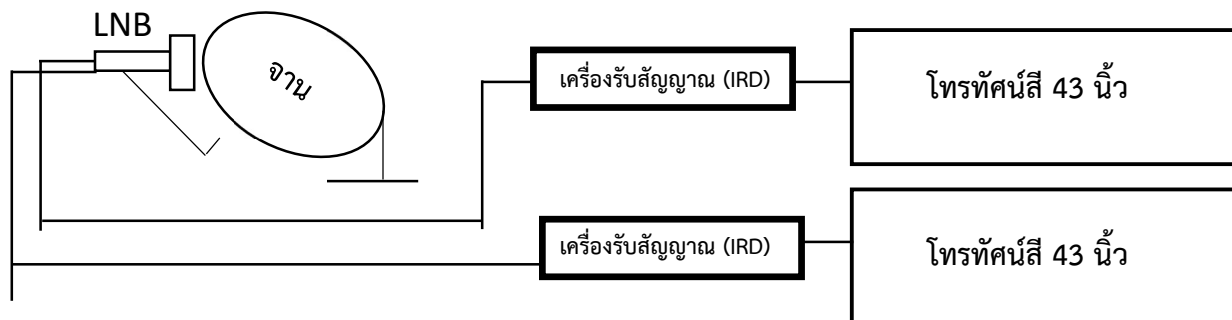 LNB
จาน
เครื่องรับสัญญาณ (IRD)
โทรทัศน์สี 43 นิ้ว
เครื่องรับสัญญาณ (IRD)
โทรทัศน์สี 43 นิ้ว